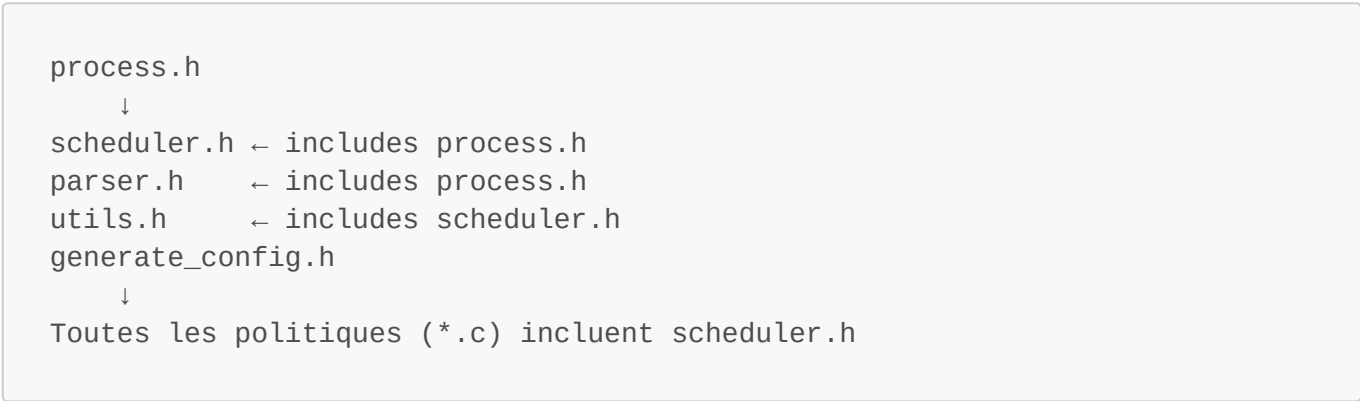 process.h
↓
scheduler.h ← includes process.h
parser.h    ← includes process.h
utils.h     ← includes scheduler.h
generate_config.h
↓
Toutes les politiques (*.c) incluent scheduler.h